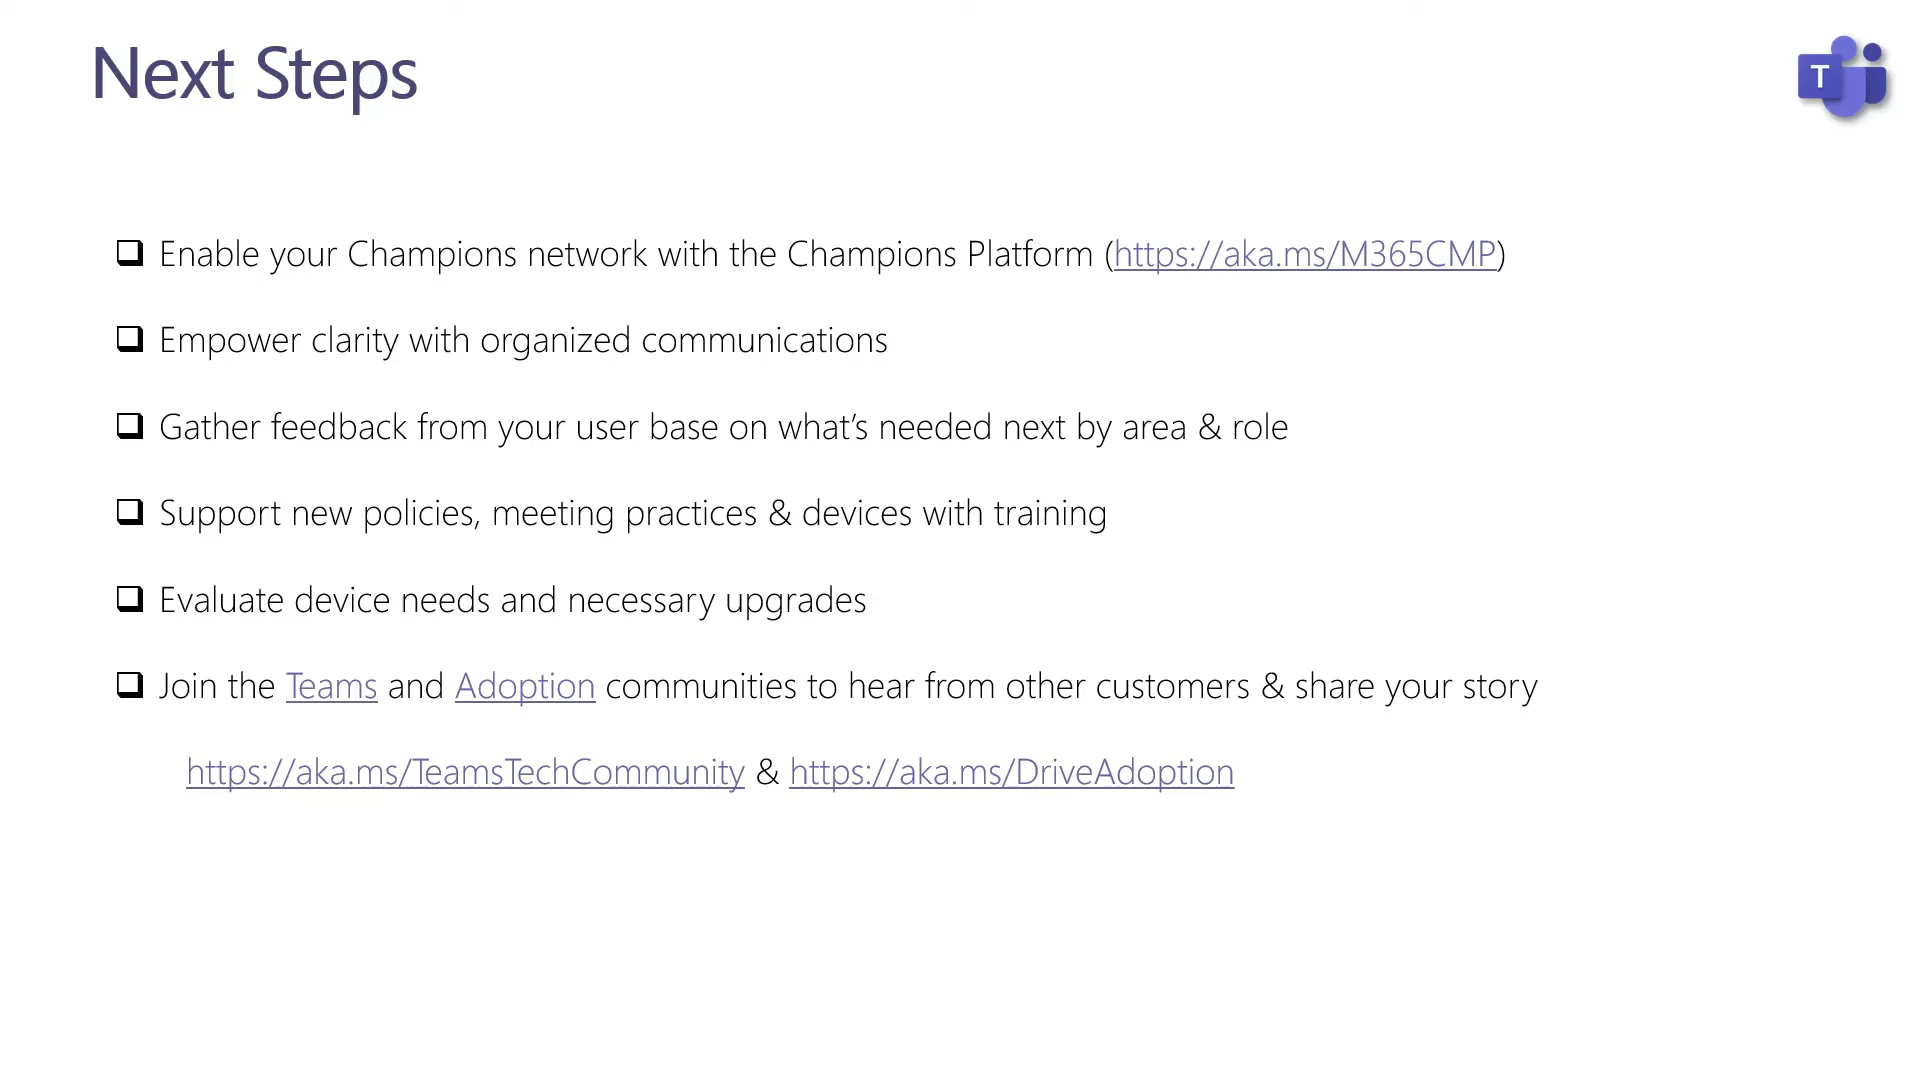 Next Steps
T
Enable your Champions network with the Champions Platform (https://aka.ms/M365CMP)
Empower clarity with organized communications
Gather feedback from your user base on what’s needed next by area & role
Support new policies, meeting practices & devices with training
Evaluate device needs and necessary upgrades
Join the Teams and Adoption communities to hear from other customers & share your story
https://aka.ms/TeamsTechCommunity & https://aka.ms/DriveAdoption